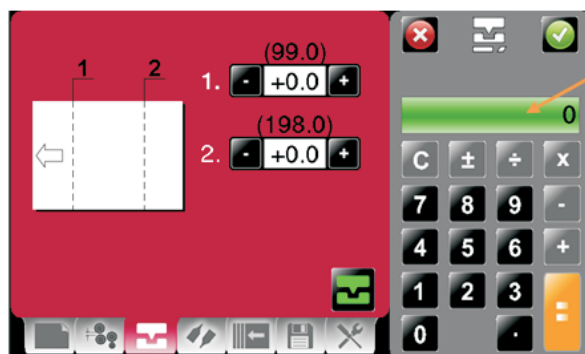 1 2
(99.0)
1. - +0.0 +
(198.0)
2. - +0.0 +
0
C ± ÷ x
7 8 9 -
4 5 6 +
1 2 3 =
0 .